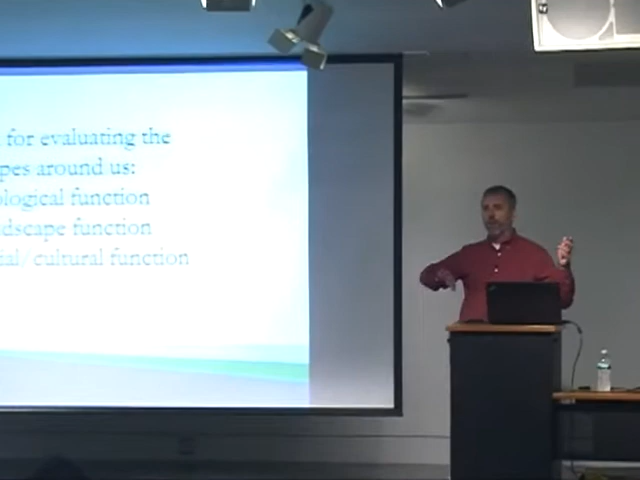 for evaluating the
pes around us:
ological function
dscape function
ial/cultural function